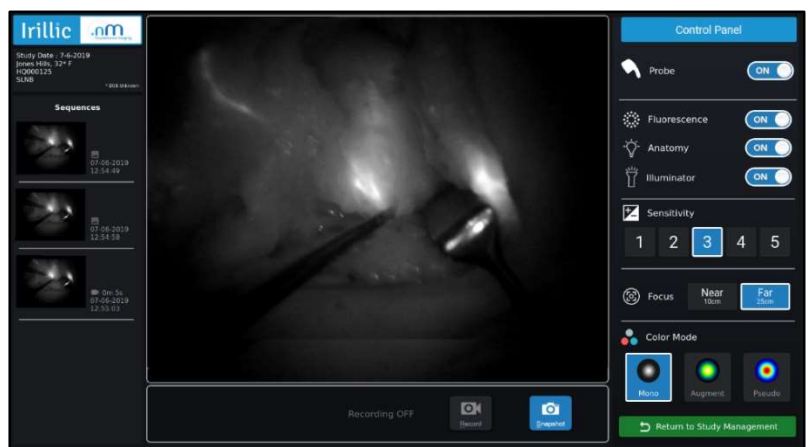 Irillic .nm
Study Date : 7-6-2019
Jones Hills, 32* F
HQ000125
SLNB
Sequences
07-06-2019
12:54:49
07-06-2019
12:54:58
0m 5s
07-06-2019
12:55:03
Recording OFF
Record
Snapshot
Control Panel
Probe
ON
Fluorescence
ON
Anatomy
ON
Illuminator
ON
Sensitivity
1 2 3 4 5
Focus
Near
10cm
Far
25cm
Color Mode
Mono
Augment
Pseudo
Return to Study Management